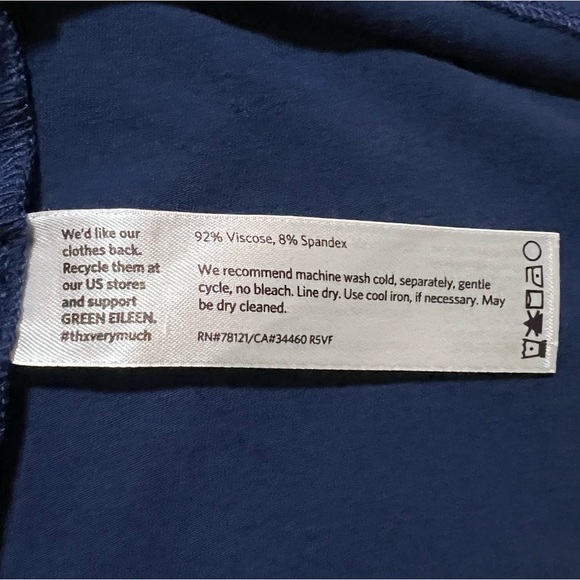 We'd like our
clothes back.
Recycle them at
our US stores
and support
GREEN EILEEN.
#thxverymuch
92% Viscose, 8% Spandex
We recommend machine wash cold, separately, gentle
cycle, no bleach. Line dry. Use cool iron, if necessary. May
be dry cleaned.
RN#78121/CA#34460 R5VF